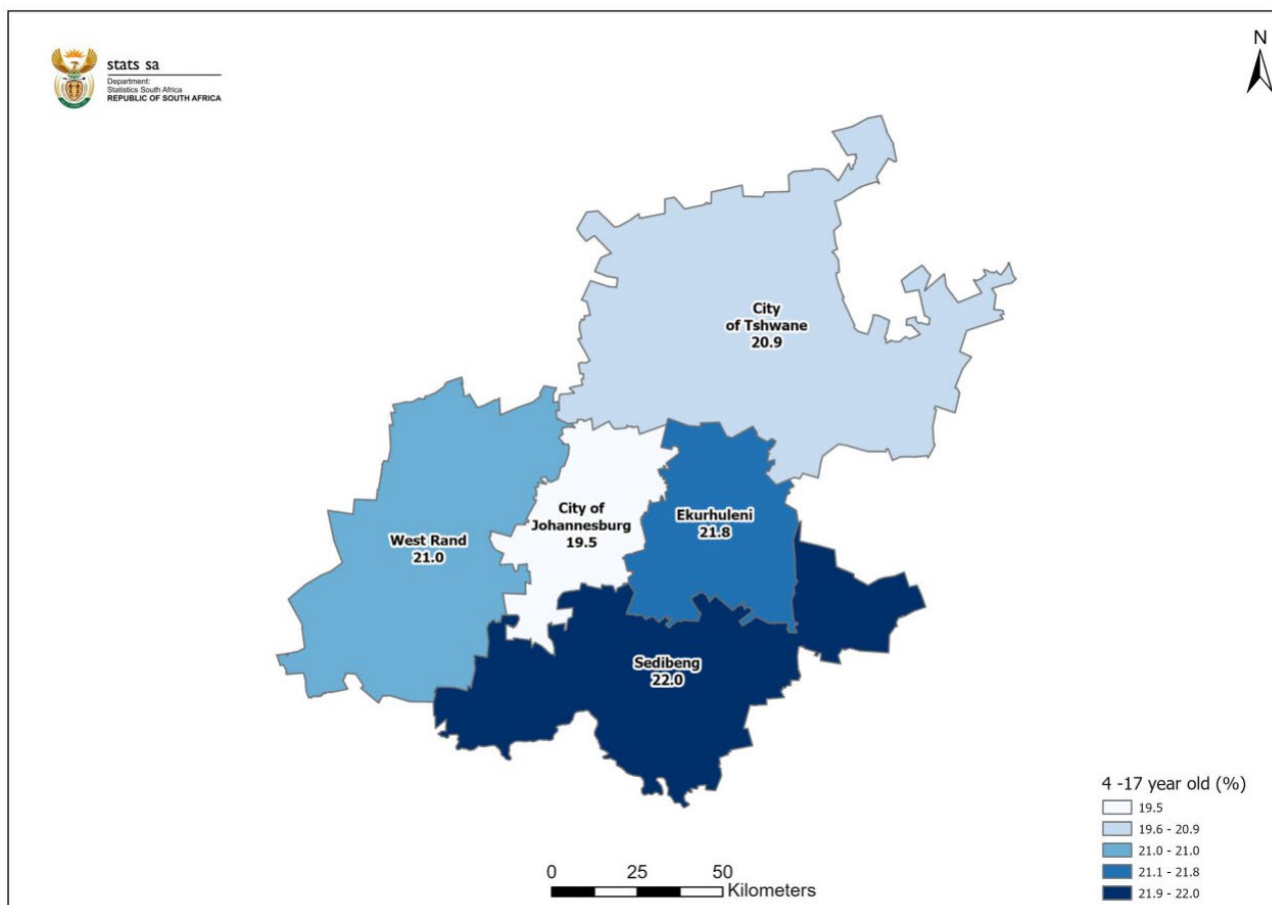 stats sa
Department:
Statistics South Africa
REPUBLIC OF SOUTH AFRICA
N
City
of Tshwane
20.9
West Rand
21.0
City of
Johannesburg
19.5
Ekurhuleni
21.8
Sedibeng
22.0
4 -17 year old (%)
19.5
19.6 - 20.9
21.0 - 21.0
21.1 - 21.8
21.9 - 22.0
0 25 50
Kilometers